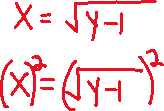 x = √y-1
(x)² = (√y-1)²